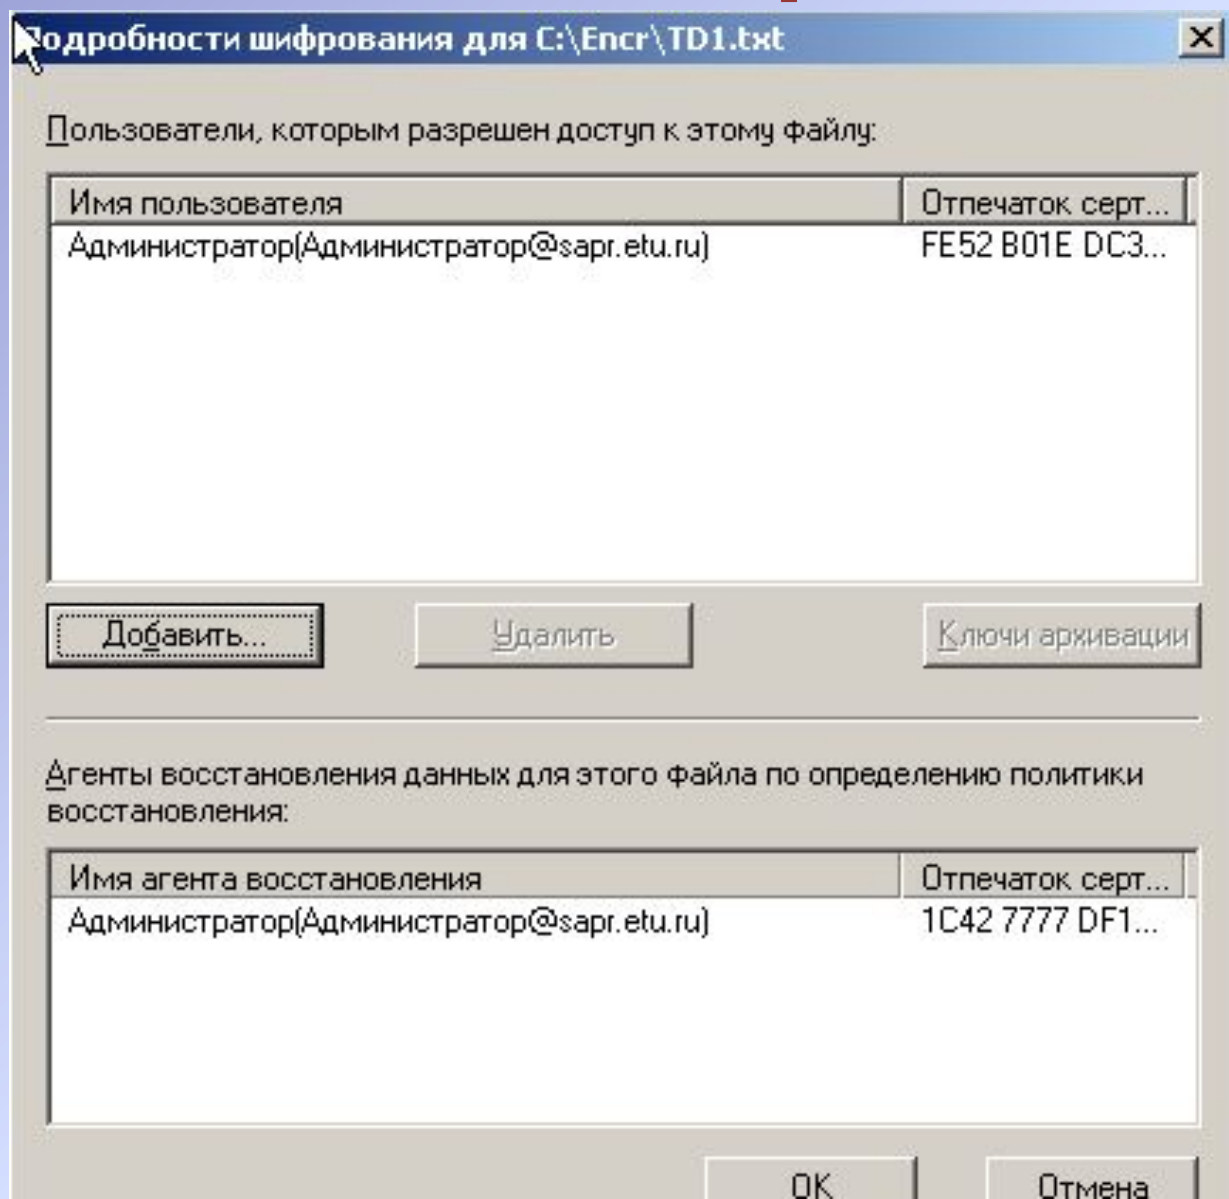 Подробности шифрования для C:\Encr\TD1.txt
Пользователи, которым разрешен доступ к этому файлу:
Имя пользователя Отпечаток серт...
Администратор(Администратор@sapr.etu.ru) FE52 B01E DC3...
Добавить... Удалить Ключи архивации
Агенты восстановления данных для этого файла по определению политики
восстановления:
Имя агента восстановления Отпечаток серт...
Администратор(Администратор@sapr.etu.ru) 1C42 7777 DF1...
OK Отмена